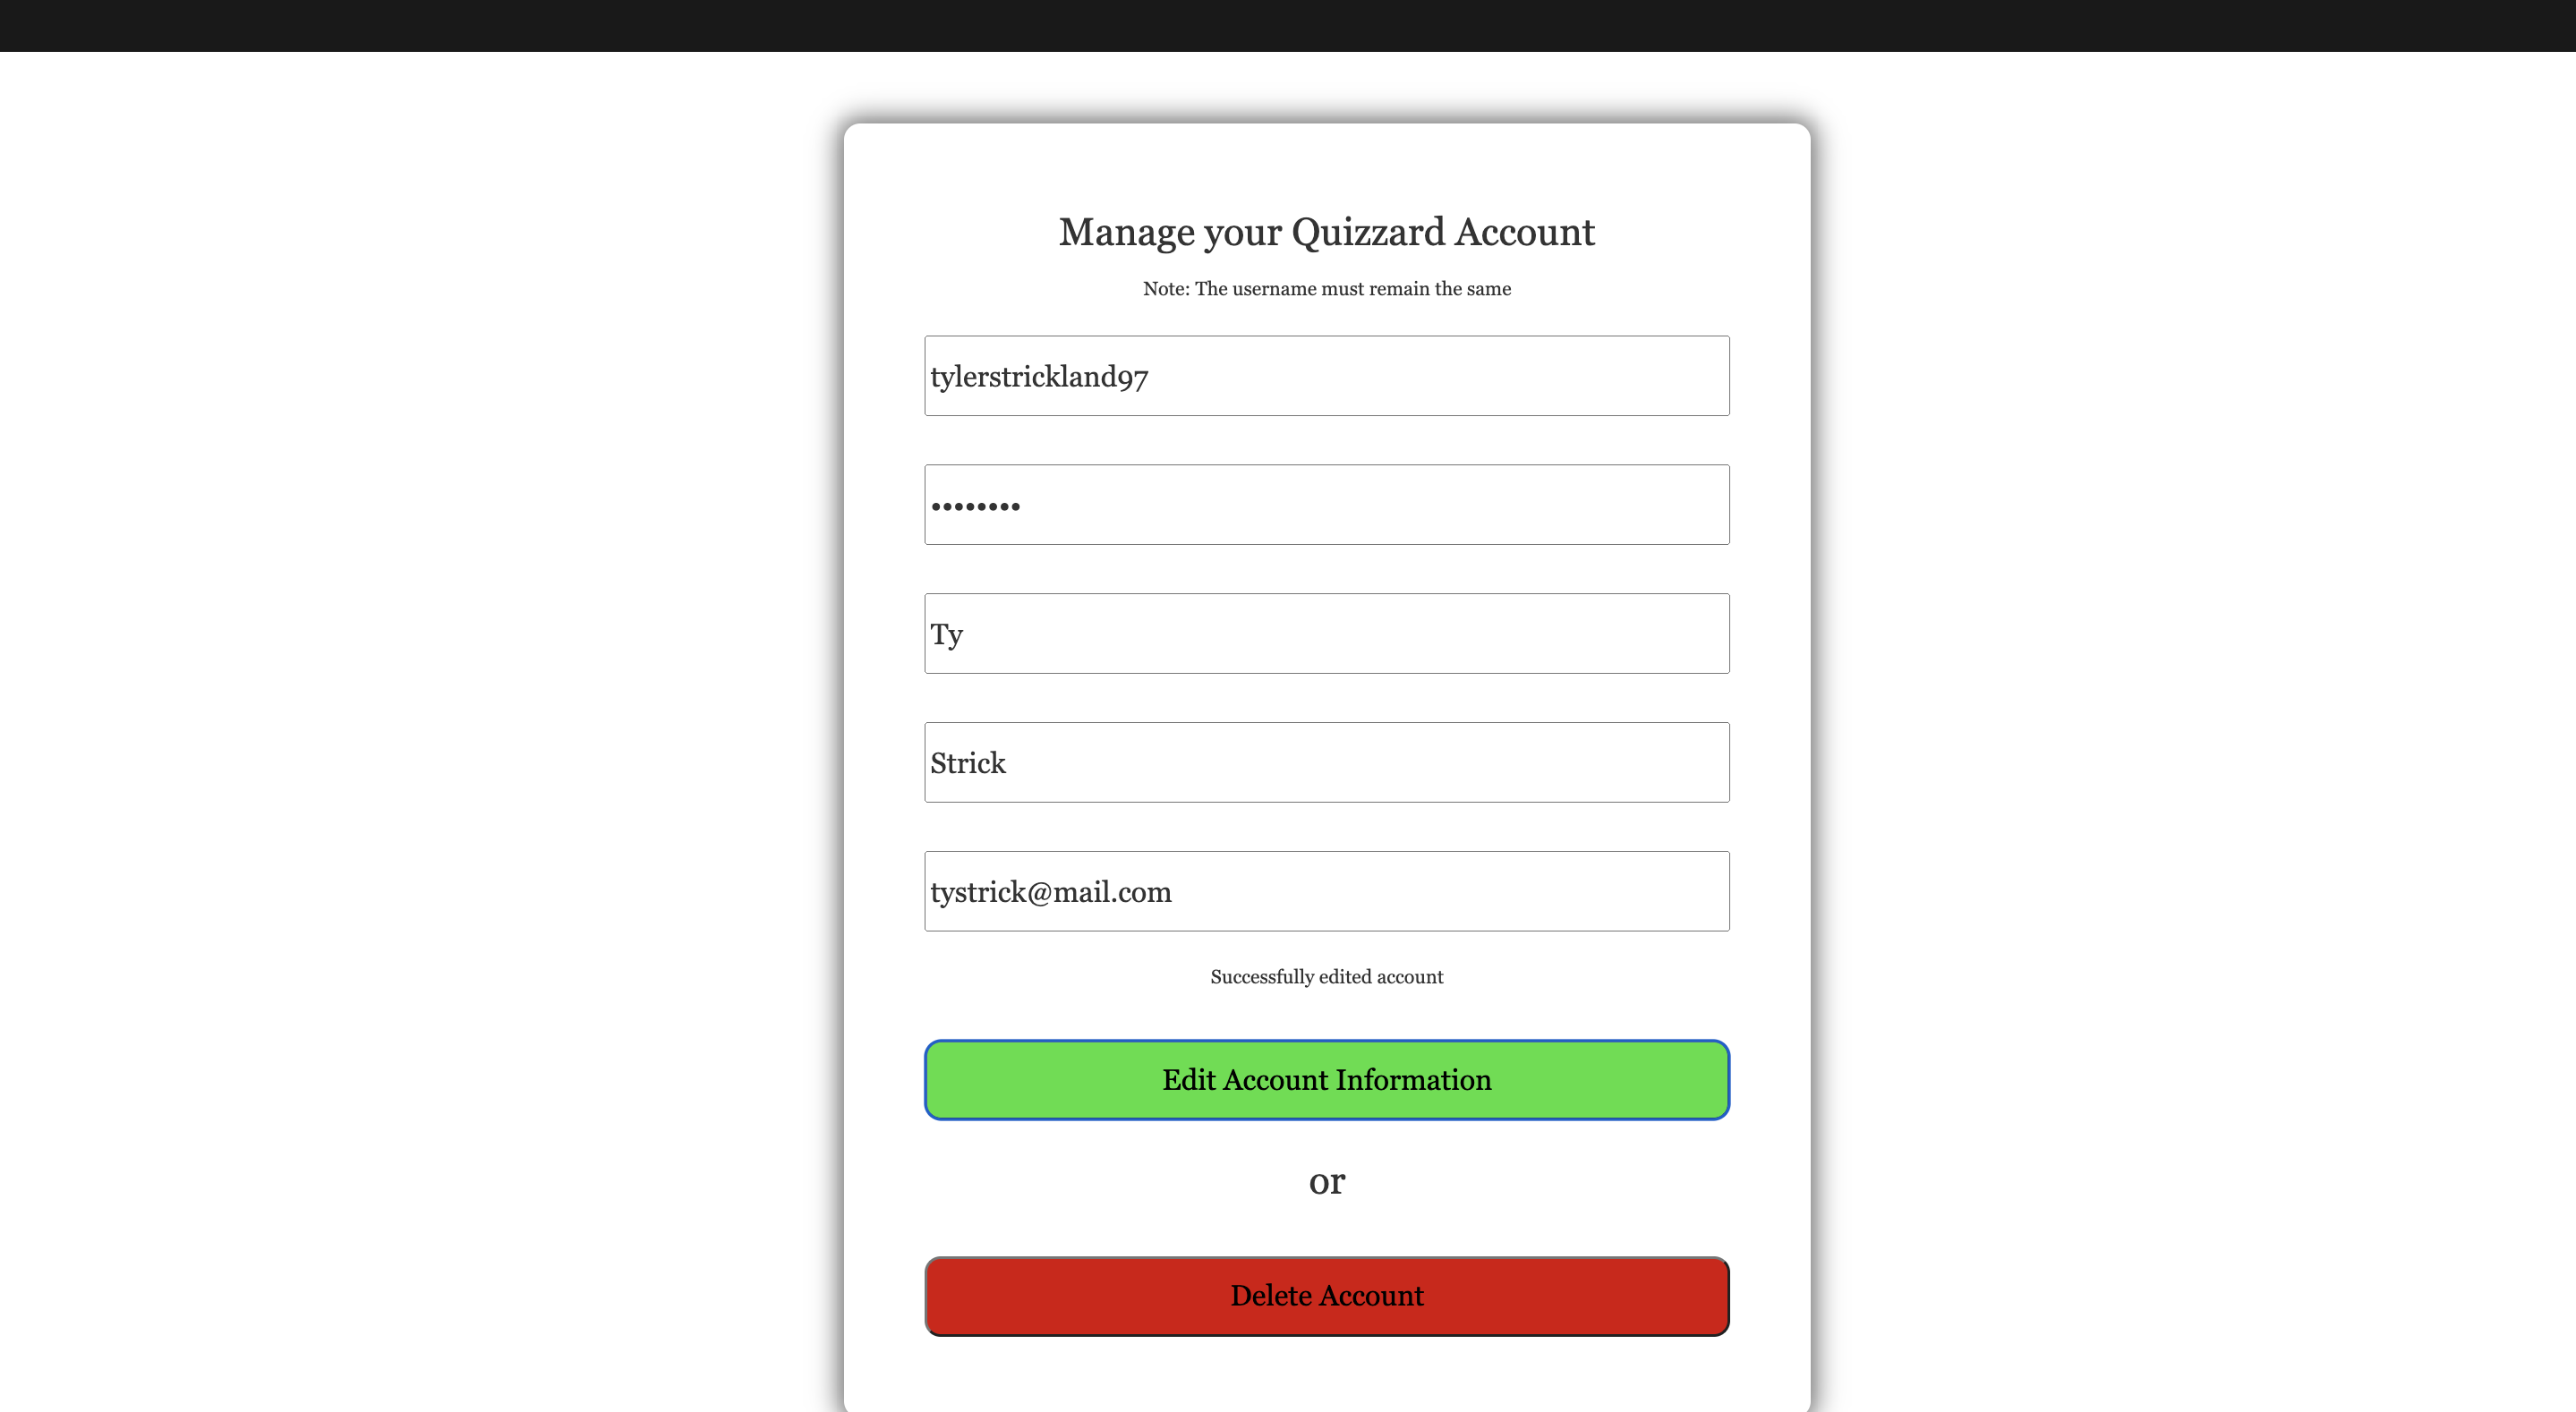 Manage your Quizzard Account
Note: The username must remain the same
tylerstrickland97
••••••••
Ty
Strick
tystrick@mail.com
Successfully edited account
Edit Account Information
or
Delete Account